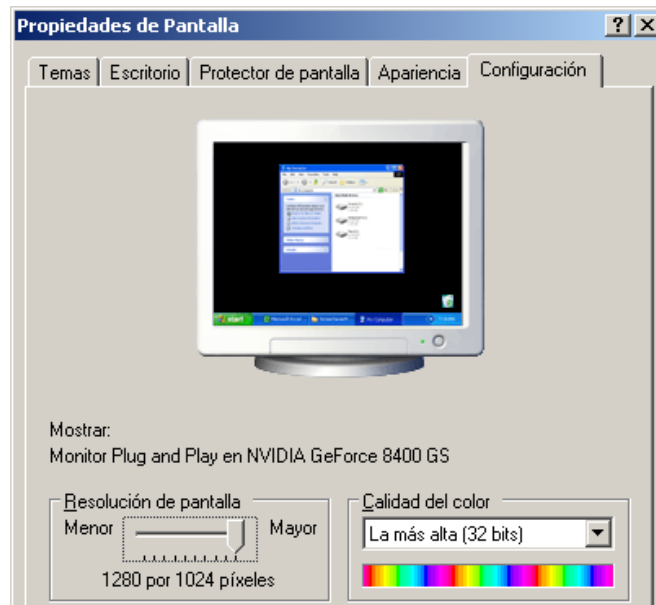 Propiedades de Pantalla
Temas Escritorio Protector de pantalla Apariencia Configuración
start
Mostrar:
Monitor Plug and Play en NVIDIA GeForce 8400 GS
Resolución de pantalla
Menor Mayor
1280 por 1024 píxeles
Calidad del color
La más alta (32 bits)